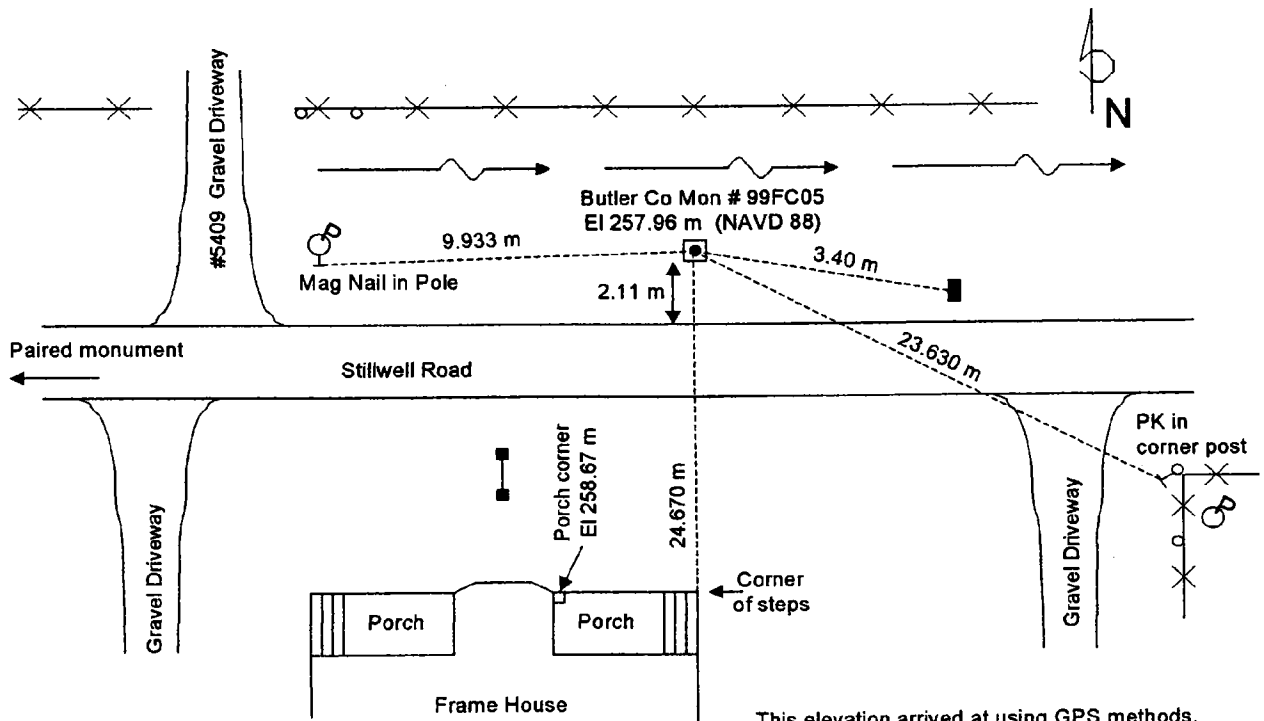 N
#5409 Gravel Driveway
Butler Co Mon # 99FC05
El 257.96 m (NAVD 88)
9.933 m
3.40 m
Mag Nail in Pole
2.11 m
Paired monument
Stillwell Road
23.630 m
PK in
corner post
Porch corner
El 258.67 m
24.670 m
Gravel Driveway
Gravel Driveway
Corner
of steps
Porch
Porch
Frame House
This elevation arrived at using GPS methods.